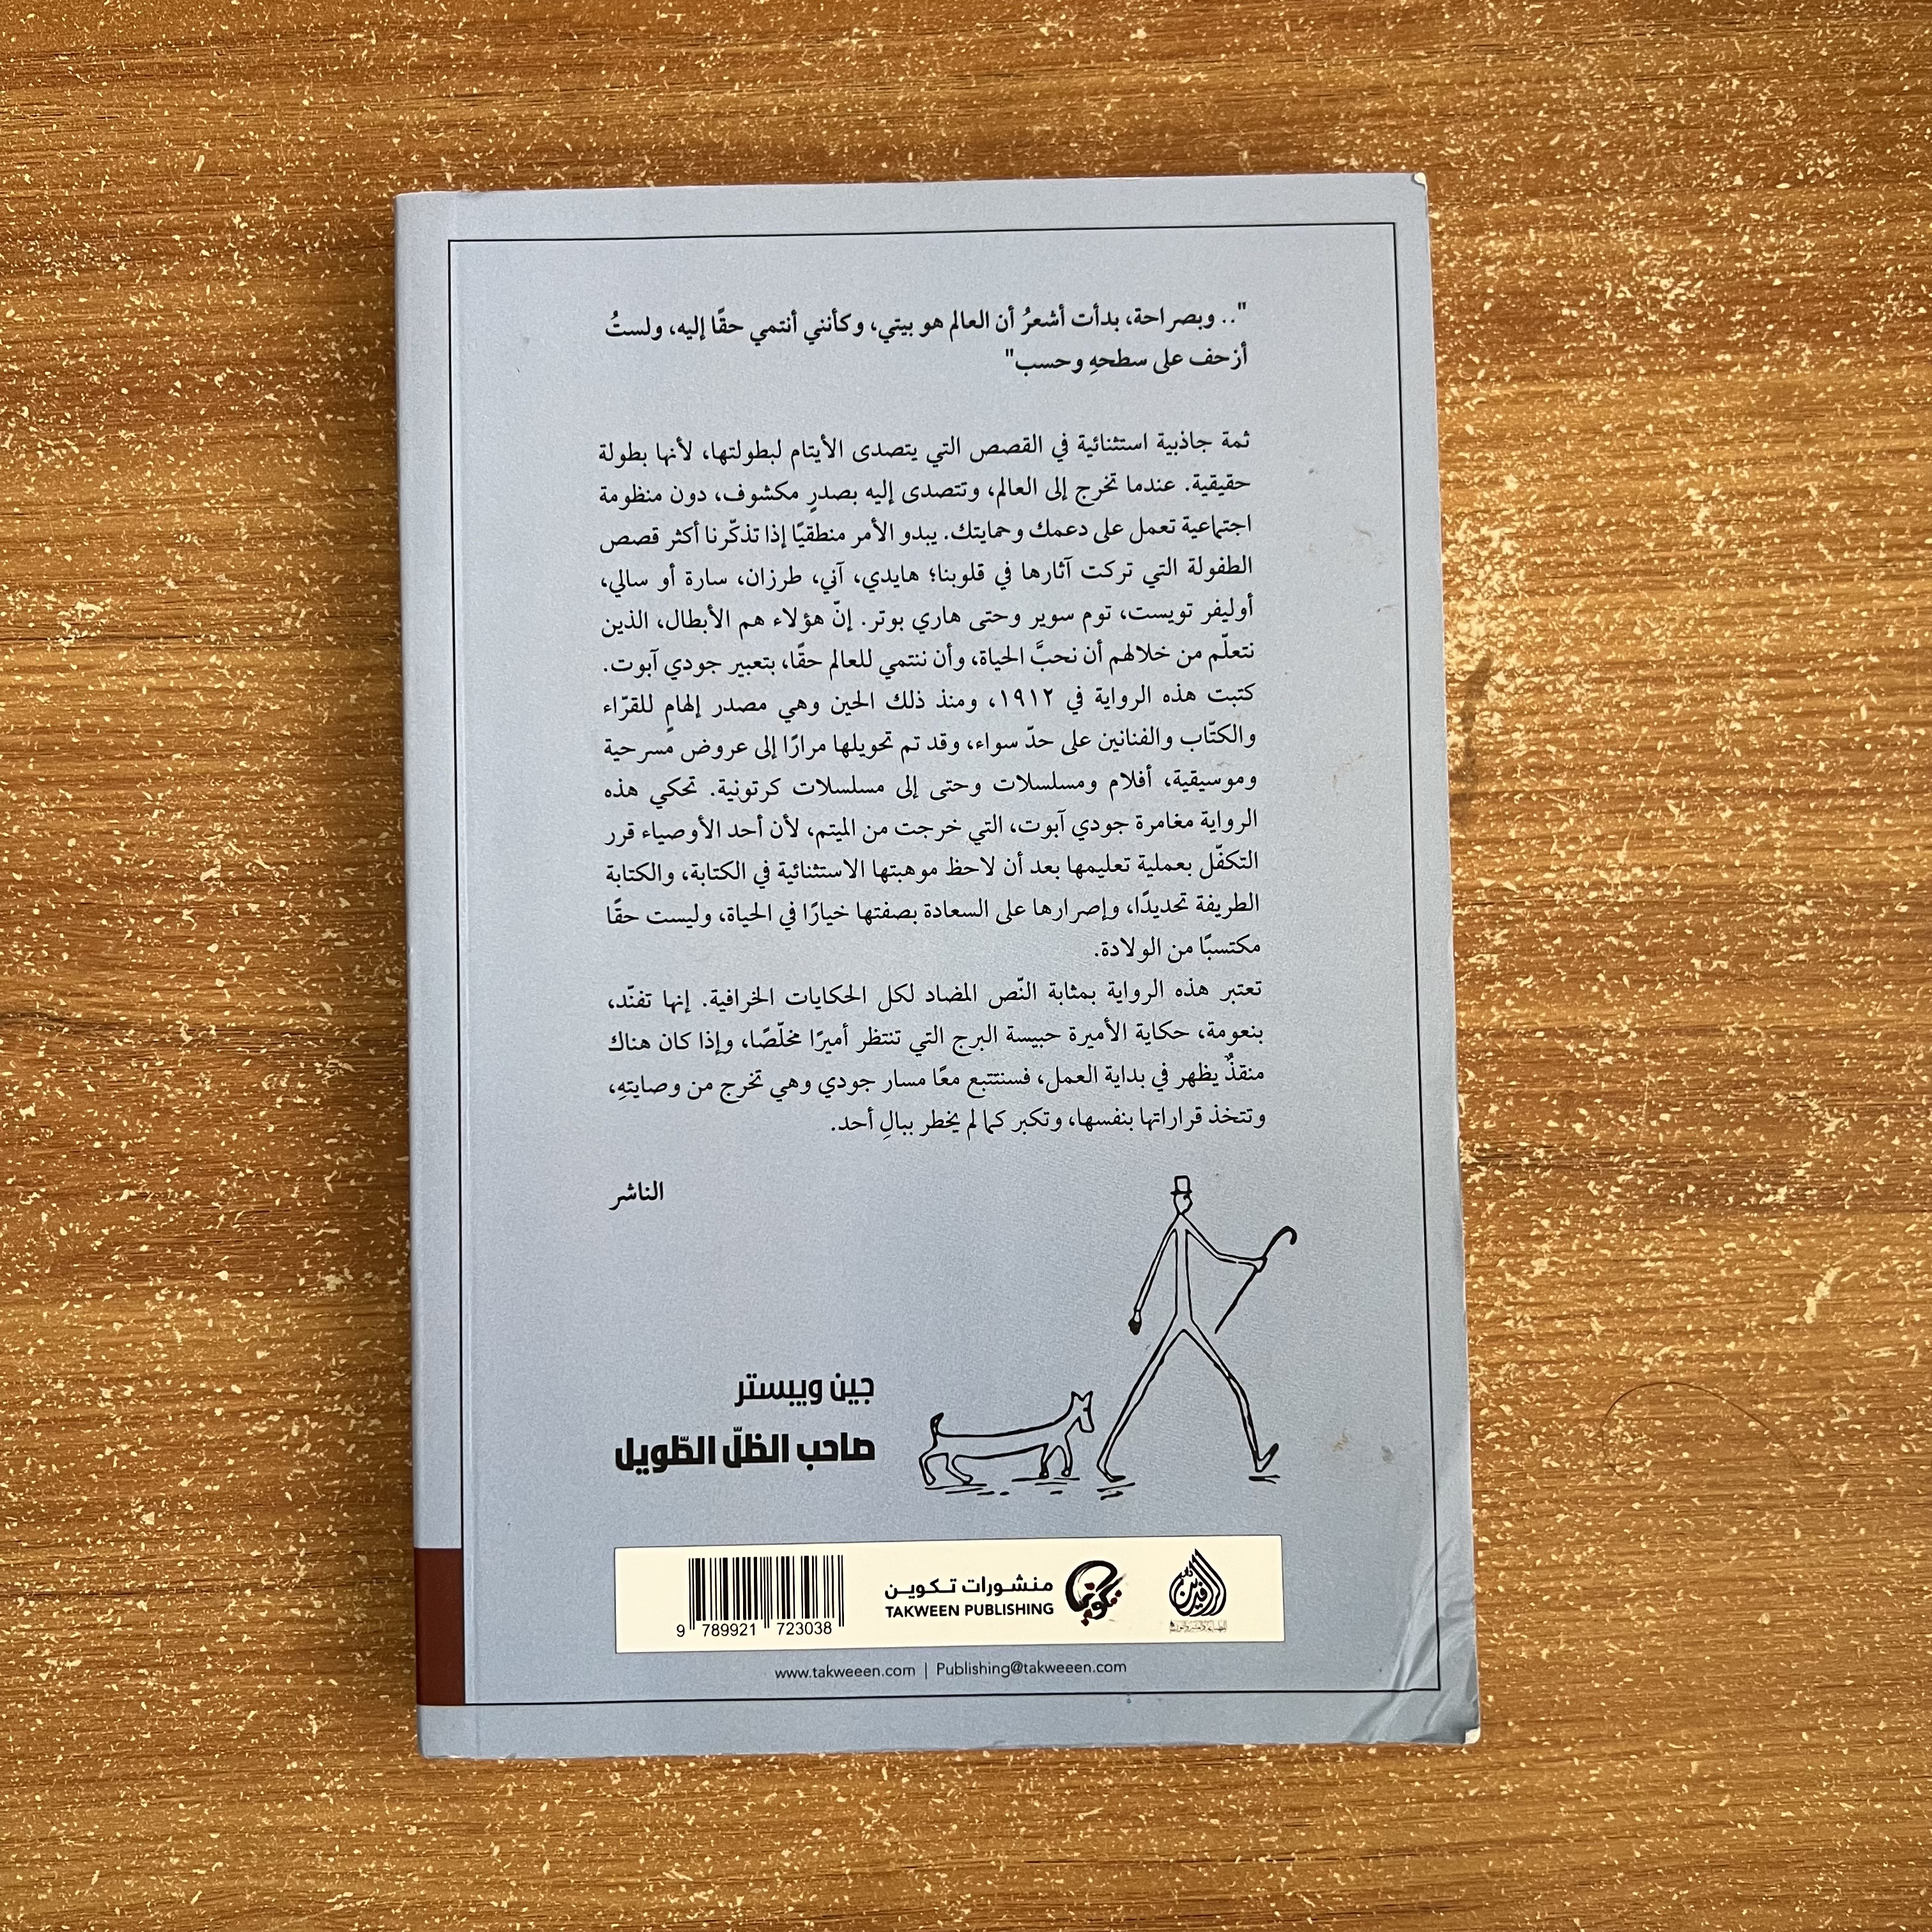 ".. وبصراحة، بدأت أشعرُ أن العالم هو بيتي، وكأنني أنتمي حقًا إليه، ولستُ
أزحف على سطحهِ وحسب"
ثمة جاذبية استثنائية في القصص التي يتصدى الأيتام لبطولتها، لأنها بطولة
حقيقية. عندما تخرج إلى العالم، وتتصدى إليه بصدرٍ مكشوف، دون منظومة
اجتماعية تعمل على دعمك وحمايتك. يبدو الأمر منطقيًا إذا تذكّرنا أكثر قصص
الطفولة التي تركت آثارها في قلوبنا؛ هايدي، آني، طرزان، سارة أو سالي،
أوليفر تويست، توم سوير وحتى هاري بوتر. إنّ هؤلاء هم الأبطال، الذين
نتعلّم من خلالهم أن نحبَّ الحياة، وأن ننتمي للعالم حقًا، بتعبير جودي آبوت.
كتبت هذه الرواية في ١٩١٢، ومنذ ذلك الحين وهي مصدر إلهامٍ للقرّاء
والكتّاب والفنانين على حدّ سواء، وقد تم تحويلها مرارًا إلى عروض مسرحية
وموسيقية، أفلام ومسلسلات وحتى إلى مسلسلات كرتونية. تحكي هذه
الرواية مغامرة جودي آبوت، التي خرجت من الميتم، لأن أحد الأوصياء قرر
التكفّل بعملية تعليمها بعد أن لاحظ موهبتها الاستثنائية في الكتابة، والكتابة
الطريفة تحديدًا، وإصرارها على السعادة بصفتها خيارًا في الحياة، وليست حقًا
مكتسبًا من الولادة.
تعتبر هذه الرواية بمثابة النّص المضاد لكل الحكايات الخرافية. إنها تفنّد،
بنعومة، حكاية الأميرة حبيسة البرج التي تنتظر أميرًا مخلّصًا، وإذا كان هناك
منقذٌ يظهر في بداية العمل، فسنتتبع معًا مسار جودي وهي تخرج من وصايتهِ،
وتتخذ قراراتها بنفسها، وتكبر كما لم يخطر ببالِ أحد.
الناشر
جين ويبستر
صاحب الظلّ الطّويل
9 789921 723038
منشورات تـكويـن
TAKWEEN PUBLISHING
تكوين
الرافدين
www.takweeen.com | Publishing@takweeen.com